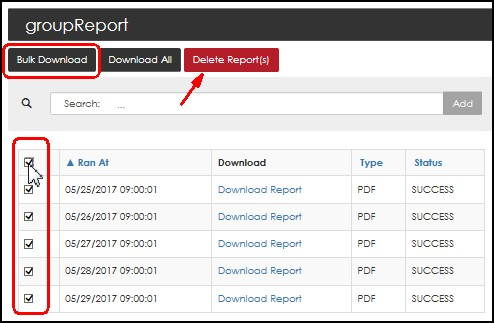 groupReport
Bulk Download Download All Delete Report(s)
Search: ... Add
▲ Ran At Download Type Status
05/25/2017 09:00:01 Download Report PDF SUCCESS
05/26/2017 09:00:01 Download Report PDF SUCCESS
05/27/2017 09:00:01 Download Report PDF SUCCESS
05/28/2017 09:00:01 Download Report PDF SUCCESS
05/29/2017 09:00:01 Download Report PDF SUCCESS